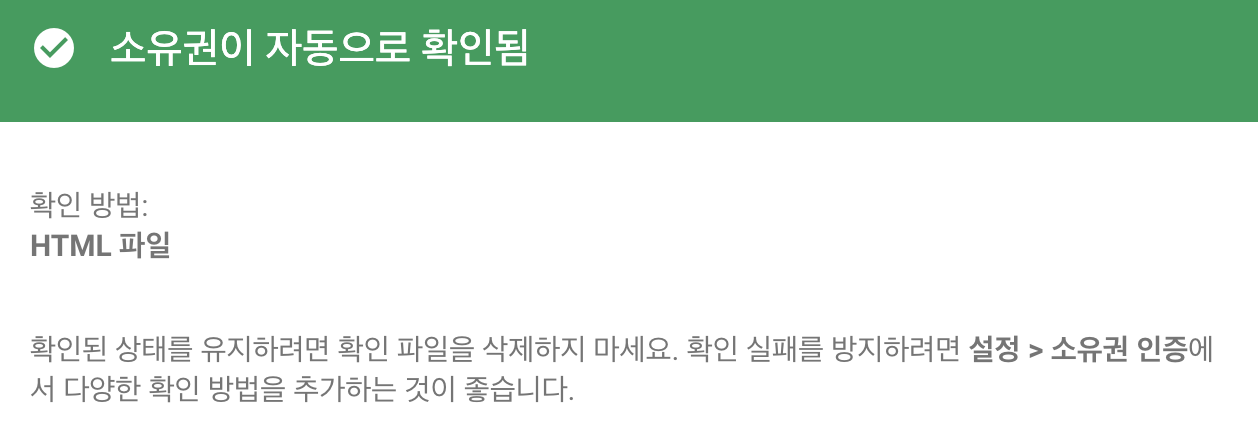 소유권이 자동으로 확인됨
확인 방법:
HTML 파일
확인된 상태를 유지하려면 확인 파일을 삭제하지 마세요. 확인 실패를 방지하려면 설정 > 소유권 인증에
서 다양한 확인 방법을 추가하는 것이 좋습니다.